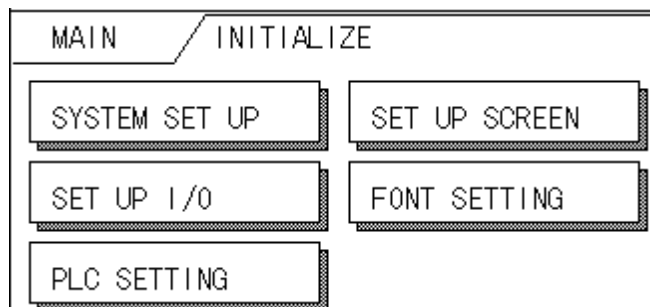 MAIN INITIALIZE
SYSTEM SET UP SET UP SCREEN
SET UP I/O FONT SETTING
PLC SETTING